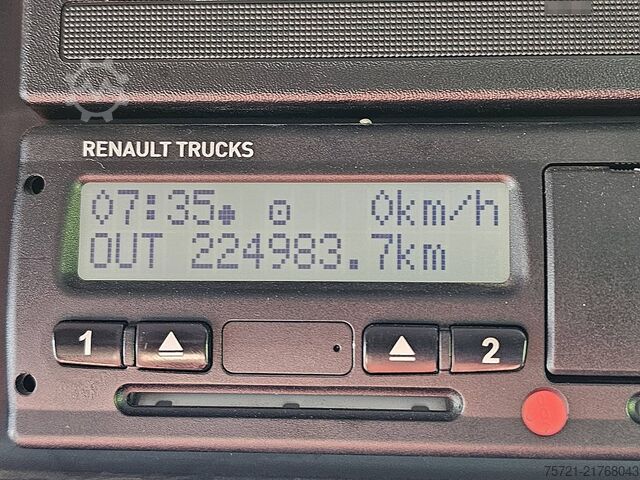 RENAULT TRUCKS
07:35 0km/h
OUT 224983.7km
1 2
75721-21768043